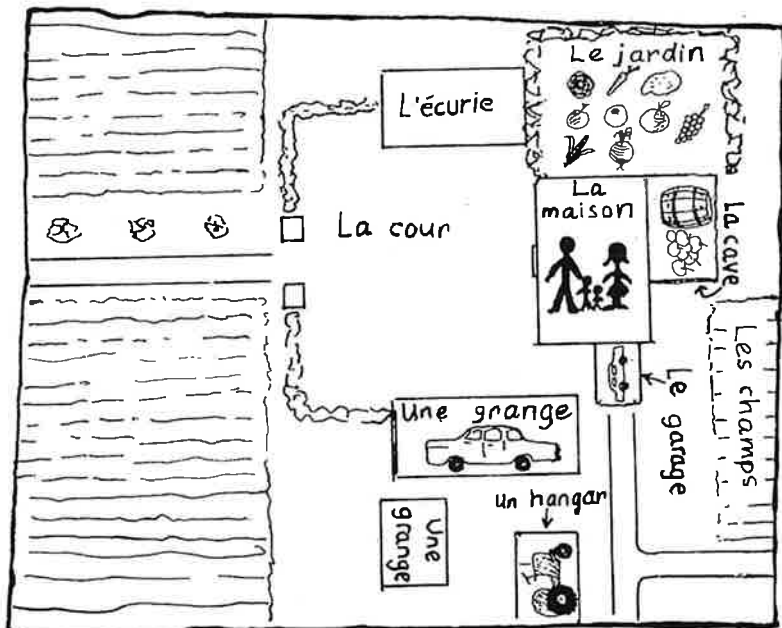 Le jardin
L'écurie
La
maison
La cour
la cave
Les champs
Le garage
Une grange
un hangar
Une
grange